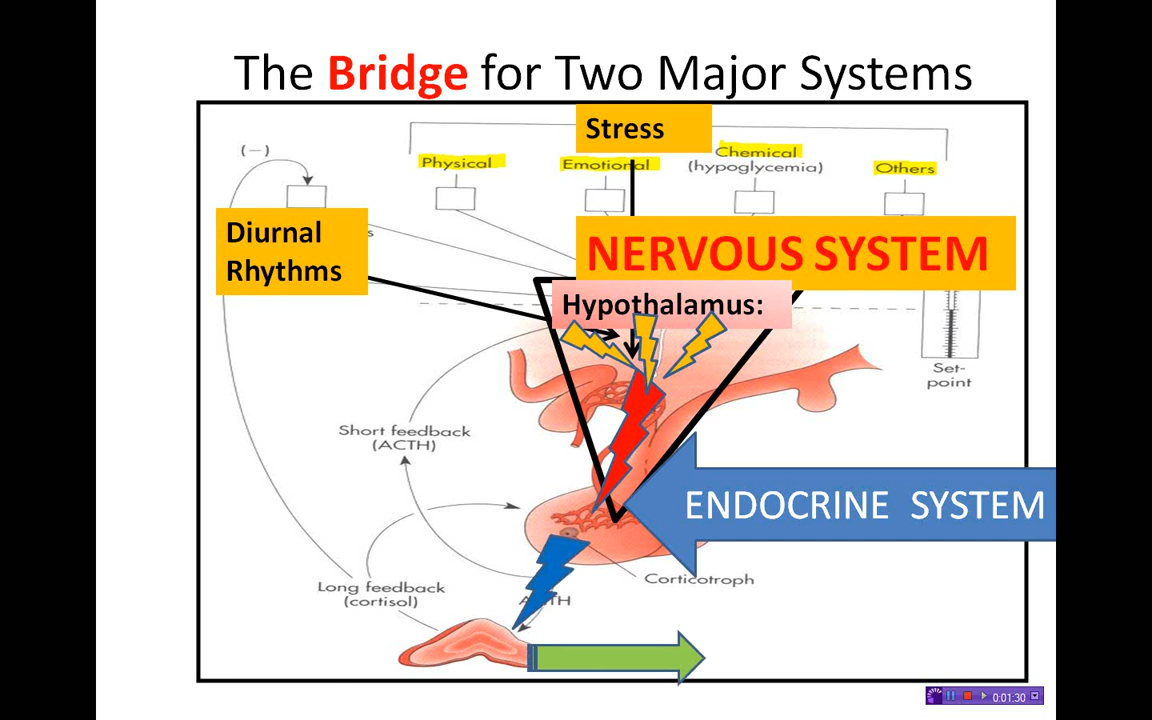 The Bridge for Two Major Systems
Stress
(−)
Physical
Emotional
Chemical
(hypoglycemia)
Others
Diurnal
Rhythms
s
NERVOUS SYSTEM
Hypothalamus:
Set-
point
Short feedback
(ACTH)
ENDOCRINE SYSTEM
Corticotroph
Long feedback
(cortisol)
0:01:30